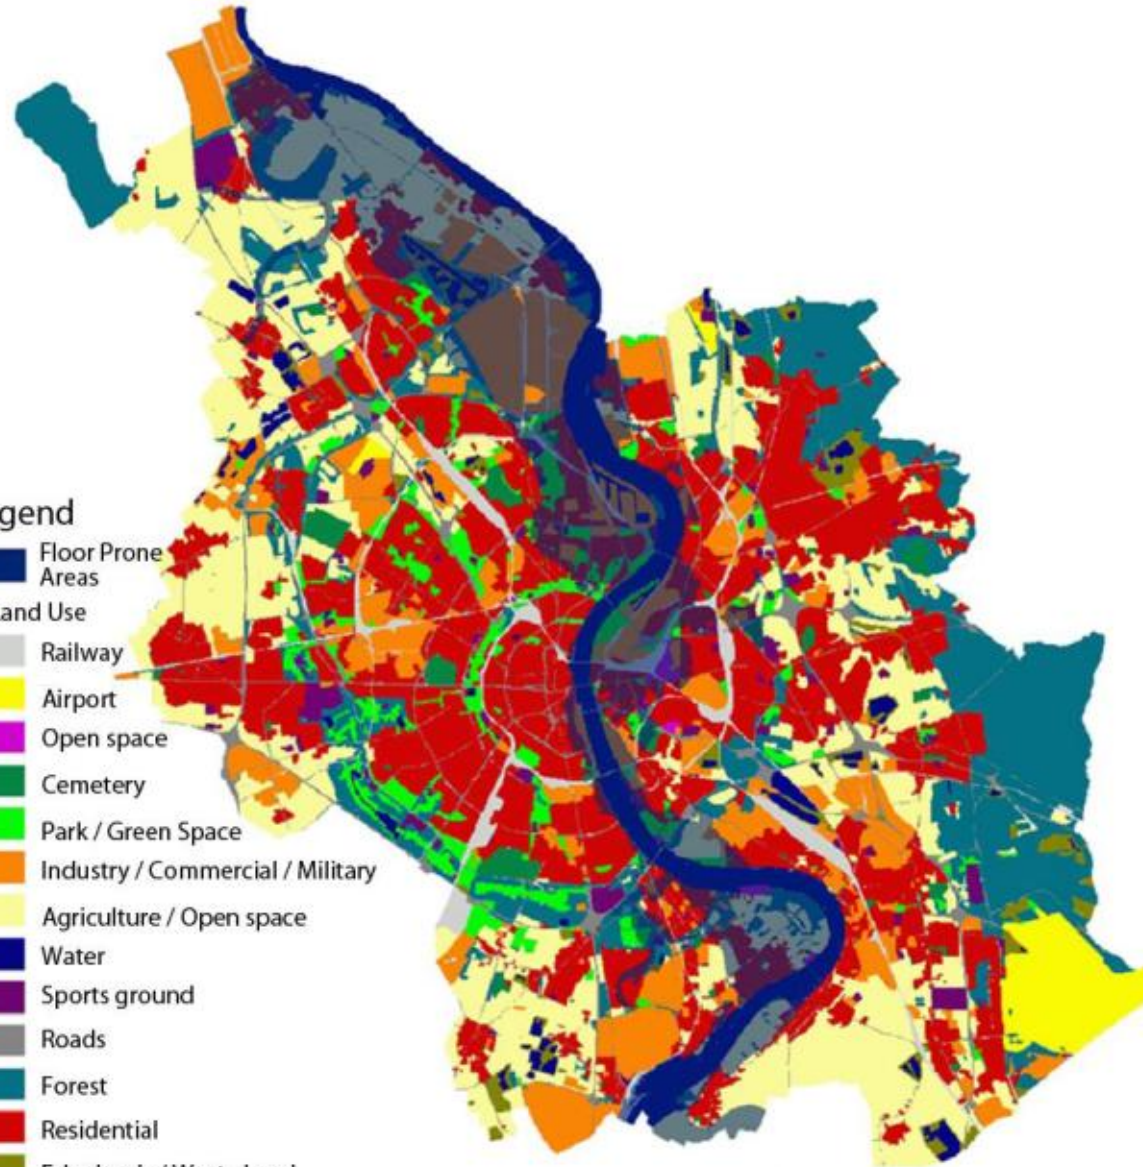 gend
Floor Prone
Areas
and Use
Railway
Airport
Open space
Cemetery
Park / Green Space
Industry / Commercial / Military
Agriculture / Open space
Water
Sports ground
Roads
Forest
Residential